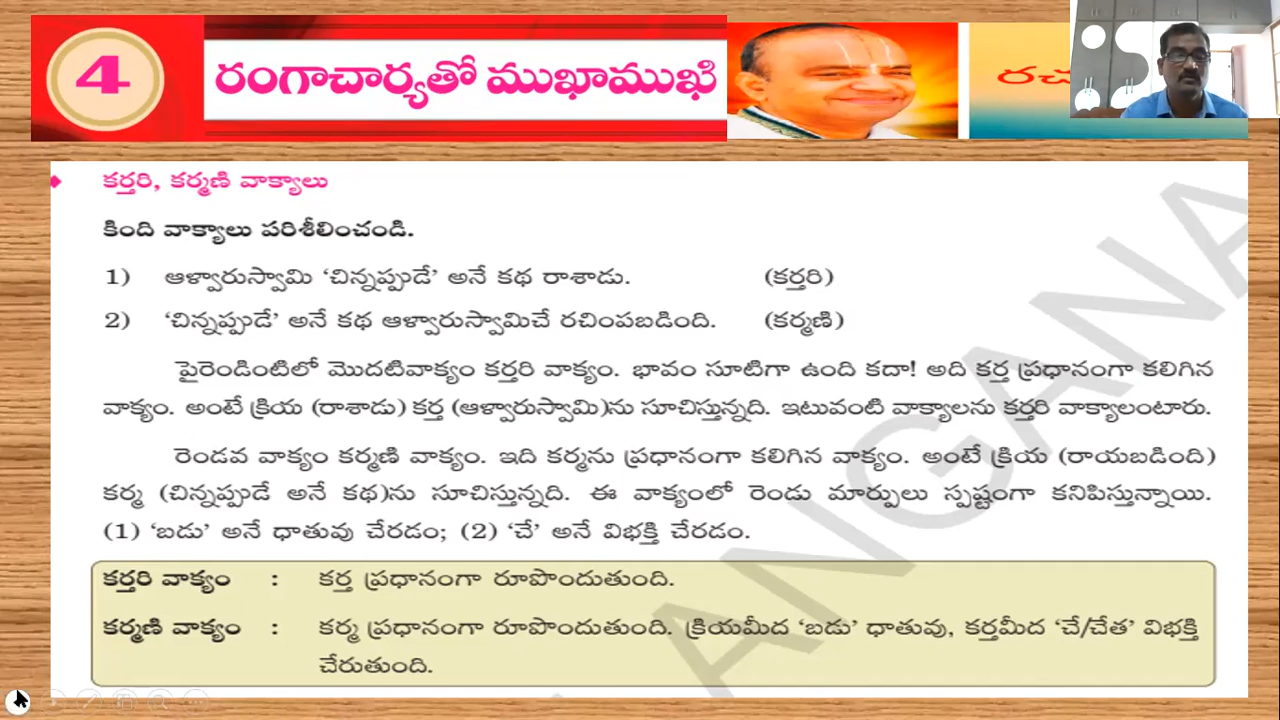 4
రంగాచార్యతో ముఖాముఖి
కర్తరి, కర్మణి వాక్యాలు
కింది వాక్యాలు పరిశీలించండి.
1) ఆళ్వారుస్వామి ‘చిన్నప్పుడే’ అనే కథ రాశాడు. (కర్తరి)
2) ‘చిన్నప్పుడే’ అనే కథ ఆళ్వారుస్వామిచే రచింపబడింది. (కర్మణి)
పైరెండింటిలో మొదటివాక్యం కర్తరి వాక్యం. భావం సూటిగా ఉంది కదా! అది కర్త ప్రధానంగా కలిగిన
వాక్యం. అంటే క్రియ (రాశాడు) కర్త (ఆళ్వారుస్వామి)ను సూచిస్తున్నది. ఇటువంటి వాక్యాలను కర్తరి వాక్యాలంటారు.
రెండవ వాక్యం కర్మణి వాక్యం. ఇది కర్మను ప్రధానంగా కలిగిన వాక్యం. అంటే క్రియ (రాయబడింది)
కర్మ (చిన్నప్పుడే అనే కథ)ను సూచిస్తున్నది. ఈ వాక్యంలో రెండు మార్పులు స్పష్టంగా కనిపిస్తున్నాయి.
(1) ‘బడు’ అనే ధాతువు చేరడం; (2) ‘చే’ అనే విభక్తి చేరడం.
కర్తరి వాక్యం : కర్త ప్రధానంగా రూపొందుతుంది.
కర్మణి వాక్యం : కర్మ ప్రధానంగా రూపొందుతుంది. క్రియమీద ‘బడు’ ధాతువు, కర్తమీద ‘చే/చేత’ విభక్తి
చేరుతుంది.